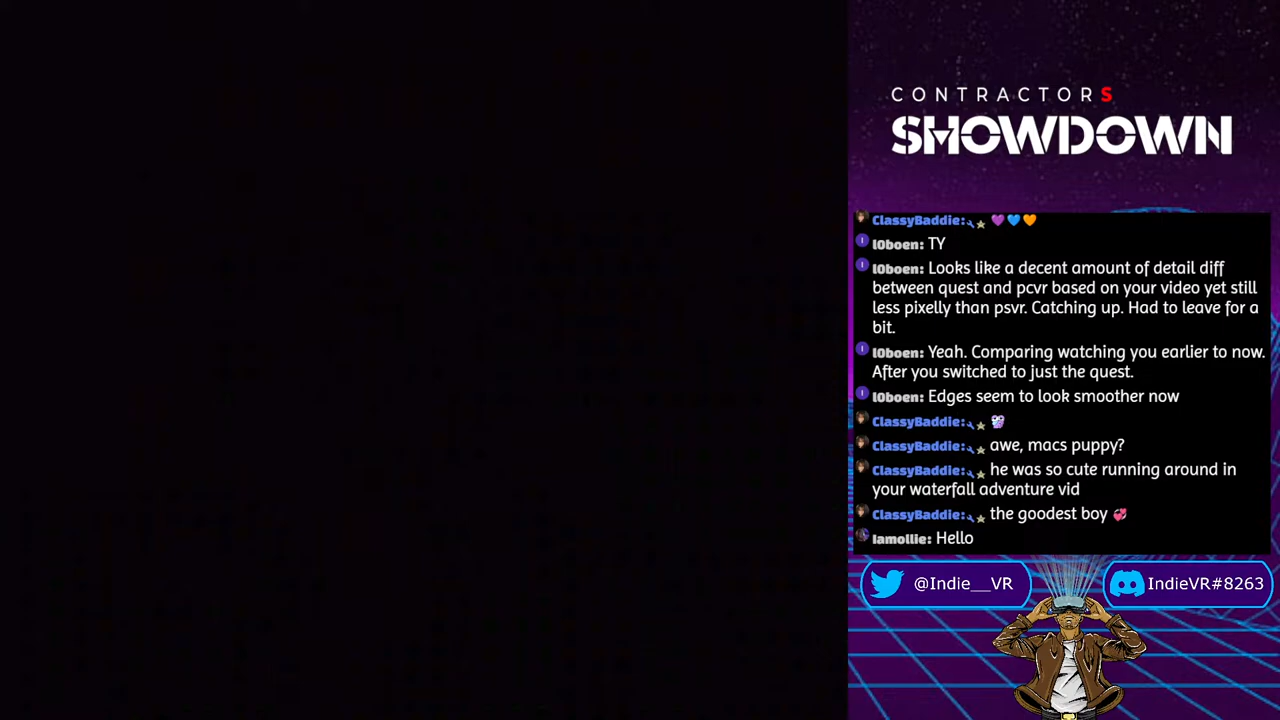 CONTRACTORS
SHOWDOWN
ClassyBaddie: 💜💙🧡
l0boen: TY
l0boen: Looks like a decent amount of detail diff
between quest and pcvr based on your video yet still
less pixelly than psvr. Catching up. Had to leave for a
bit.
l0boen: Yeah. Comparing watching you earlier to now.
After you switched to just the quest.
l0boen: Edges seem to look smoother now
ClassyBaddie:
ClassyBaddie: awe, macs puppy?
ClassyBaddie: he was so cute running around in
your waterfall adventure vid
ClassyBaddie: the goodest boy 💞
Iamollie: Hello
@Indie__VR
IndieVR#8263